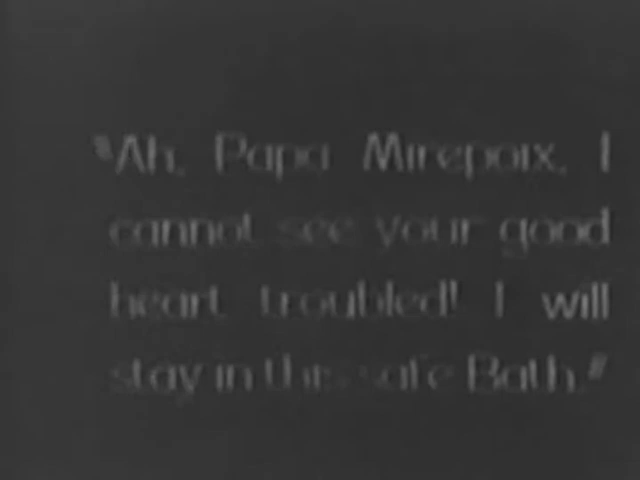 "Ah, Papa Mirepoix, I
cannot see your good
heart troubled! I will
stay in this safe Bath."